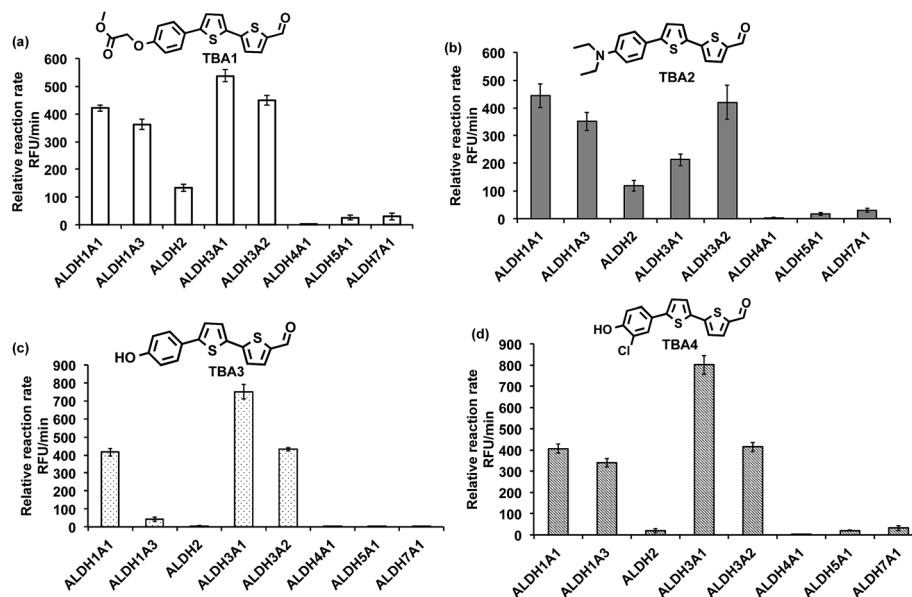 (a)
O
O
O
S
S
O
TBA1
Relative reaction rate
RFU/min
600
500
400
300
200
100
0
ALDH1A1
ALDH1A3
ALDH2
ALDH3A1
ALDH3A2
ALDH4A1
ALDH5A1
ALDH7A1
(b)
N
S
S
O
TBA2
Relative reaction rate
RFU/min
600
500
400
300
200
100
0
ALDH1A1
ALDH1A3
ALDH2
ALDH3A1
ALDH3A2
ALDH4A1
ALDH5A1
ALDH7A1
(c)
HO
S
S
O
TBA3
Relative reaction rate
RFU/min
900
800
700
600
500
400
300
200
100
0
ALDH1A1
ALDH1A3
ALDH2
ALDH3A1
ALDH3A2
ALDH4A1
ALDH5A1
ALDH7A1
(d)
HO
Cl
S
S
O
TBA4
Relative reaction rate
RFU/min
900
800
700
600
500
400
300
200
100
0
ALDH1A1
ALDH1A3
ALDH2
ALDH3A1
ALDH3A2
ALDH4A1
ALDH5A1
ALDH7A1